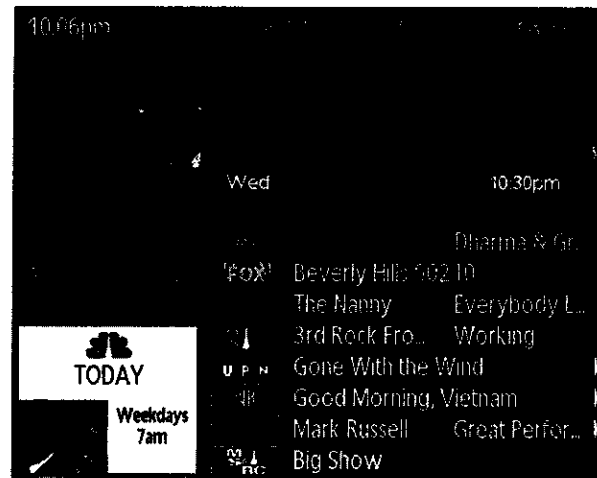 10:06pm
Wed 10:30pm
Dharma & Gr..
FOX Beverly Hills 90210
The Nanny Everybody L...
3rd Rock Fro... Working
UPN Gone With the Wind
Good Morning, Vietnam
Mark Russell Great Perfor...
MSNBC Big Show
TODAY
Weekdays
7am